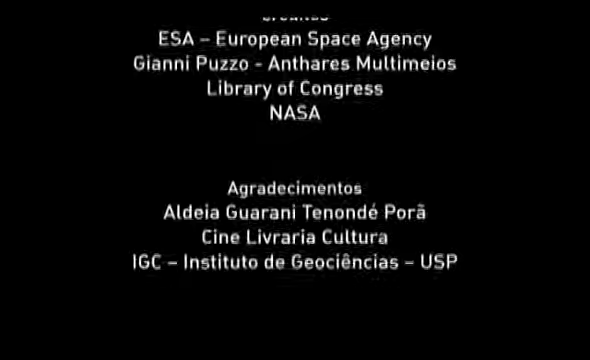 ESA – European Space Agency
Gianni Puzzo - Anthares Multimeios
Library of Congress
NASA
Agradecimentos
Aldeia Guarani Tenondé Porã
Cine Livraria Cultura
IGC – Instituto de Geociências – USP